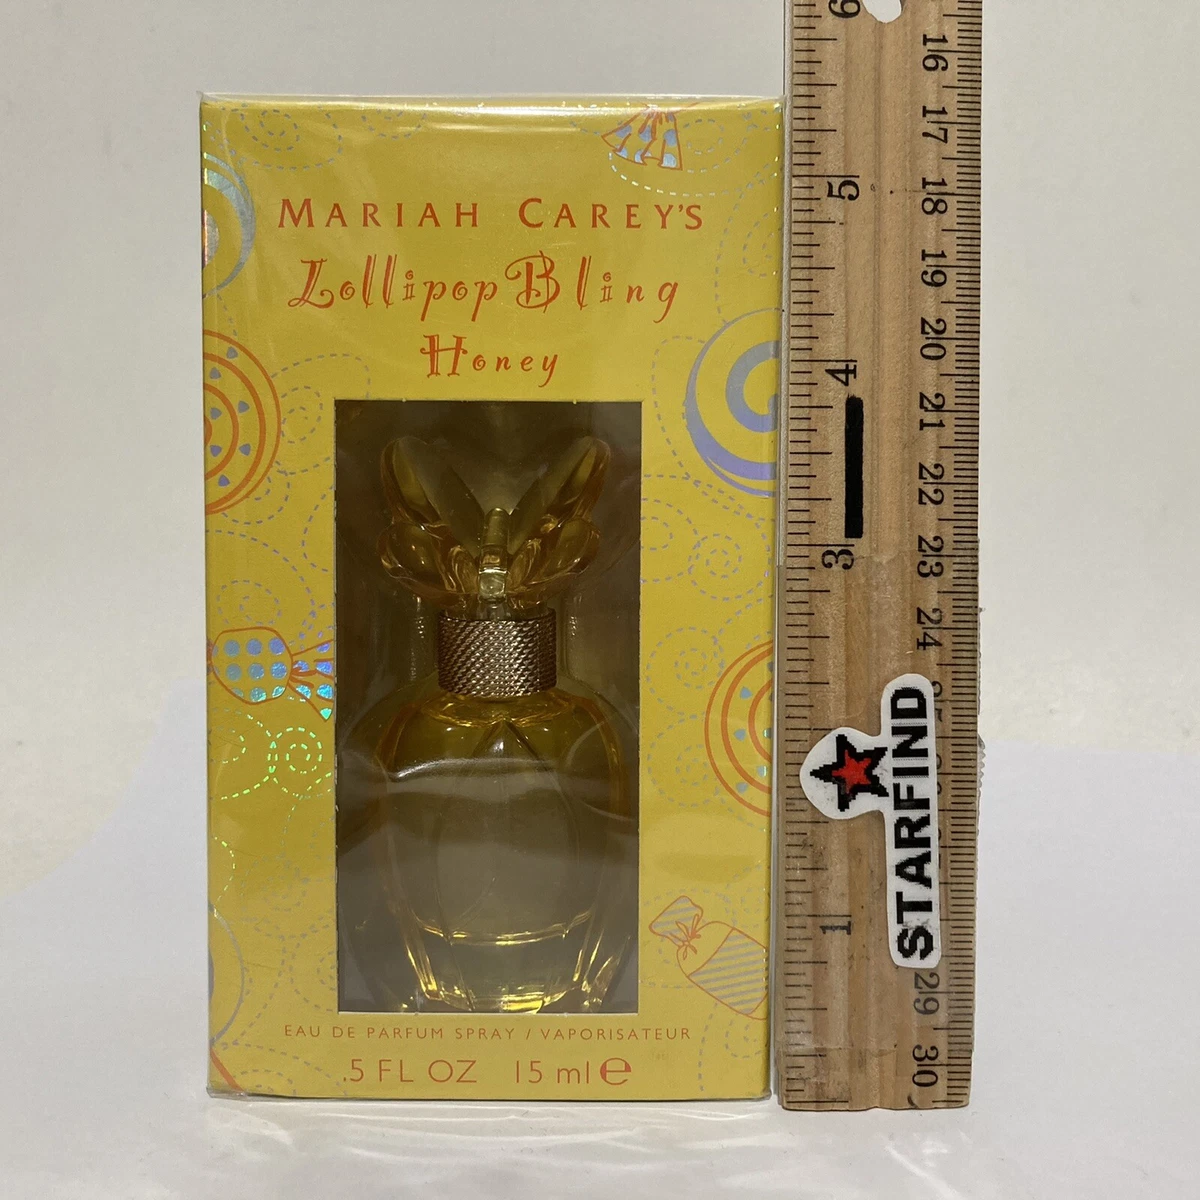 MARIAH CAREY'S
Lollipop Bling
Honey
EAU DE PARFUM SPRAY / VAPORISATEUR
.5 FL OZ 15 ml e
6
5
4
3
1
16
17
18
19
20
21
22
23
24
29
30
STARFIND